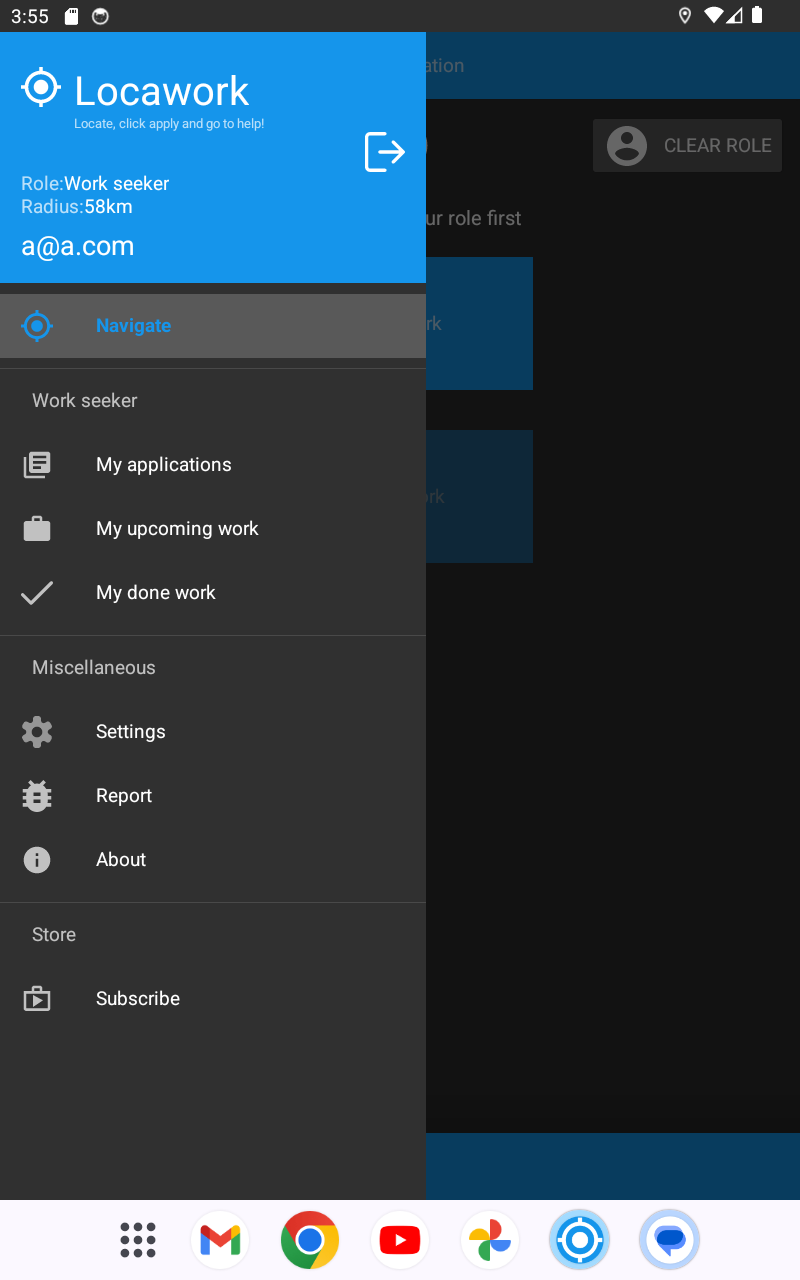 3:55
Locawork
Locate, click apply and go to help!
Role:Work seeker
Radius:58km
a@a.com
ation
CLEAR ROLE
ur role first
rk
rk
Navigate
Work seeker
My applications
My upcoming work
My done work
Miscellaneous
Settings
Report
About
Store
Subscribe